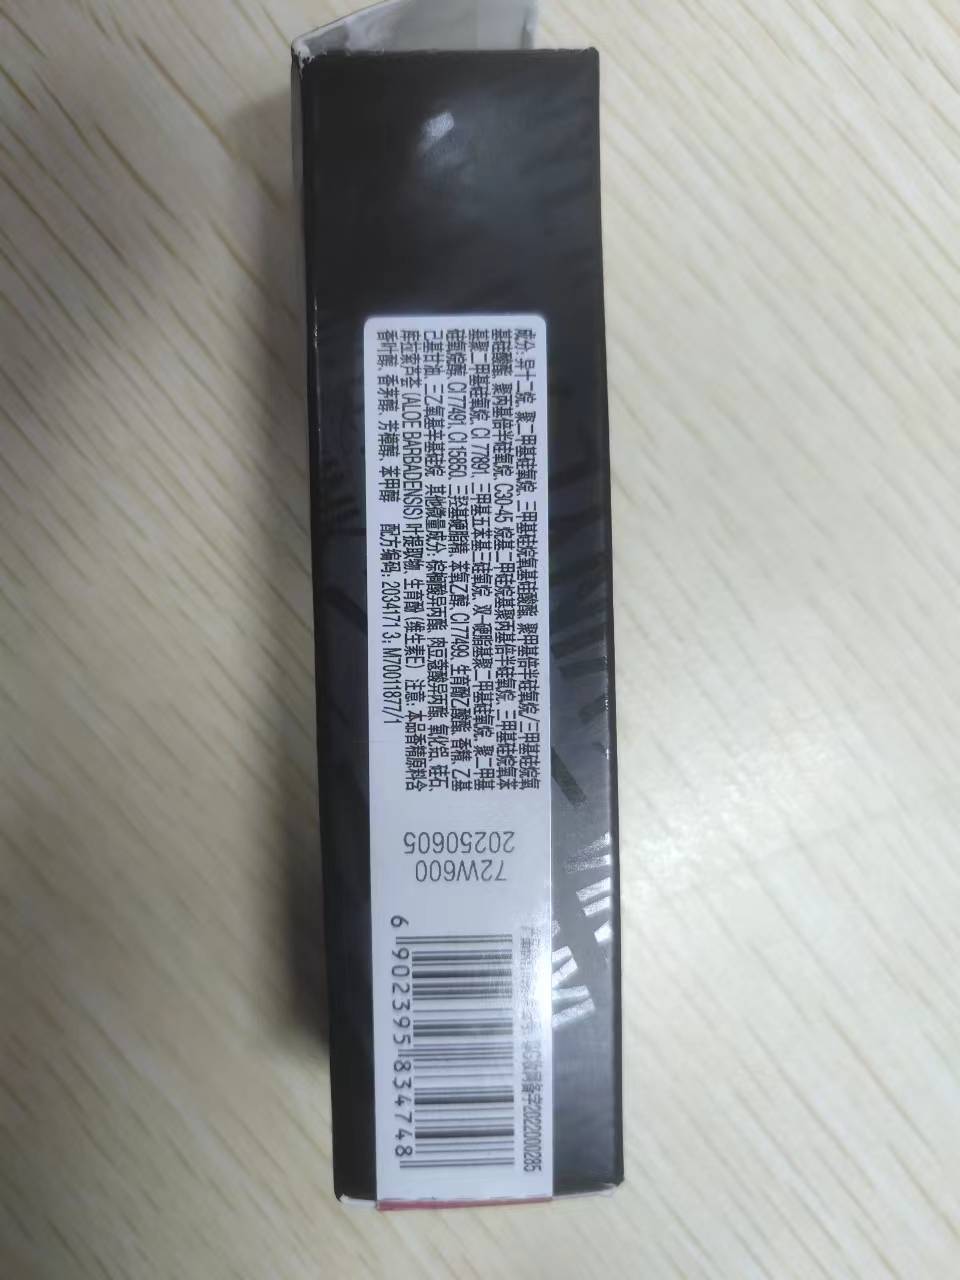 成分: 异十二烷、聚二甲基硅氧烷、三甲基硅烷氧基硅酸酯、聚甲基倍半硅氧烷/三甲基硅烷氧
基硅酸酯、聚丙基倍半硅氧烷、C30-45 烷基二甲硅烷基聚丙基倍半硅氧烷、三甲基硅烷氧苯
基聚二甲基硅氧烷、CI 77891、三甲基五苯基三硅氧烷、双-硬脂基聚二甲基硅氧烷、聚二甲基
硅氧烷醇、CI 77491、CI 15850、三羟基硬脂精、苯氧乙醇、CI 77499、生育酚乙酸酯、香精、乙基
己基甘油、三乙氧基辛基硅烷 其他微量成分: 棕榈酸异丙酯、肉豆蔻酸异丙酯、氧化铝、硅石、
库拉索芦荟 (ALOE BARBADENSIS) 叶提取物、生育酚 (维生素E) 注意: 本品香精原料含
香叶醇、香茅醇、芳樟醇、苯甲醇 配方编码: 2034171 3; M70011877/1
72W600
20250605
G妆网备字2022000285
6 902395 834748